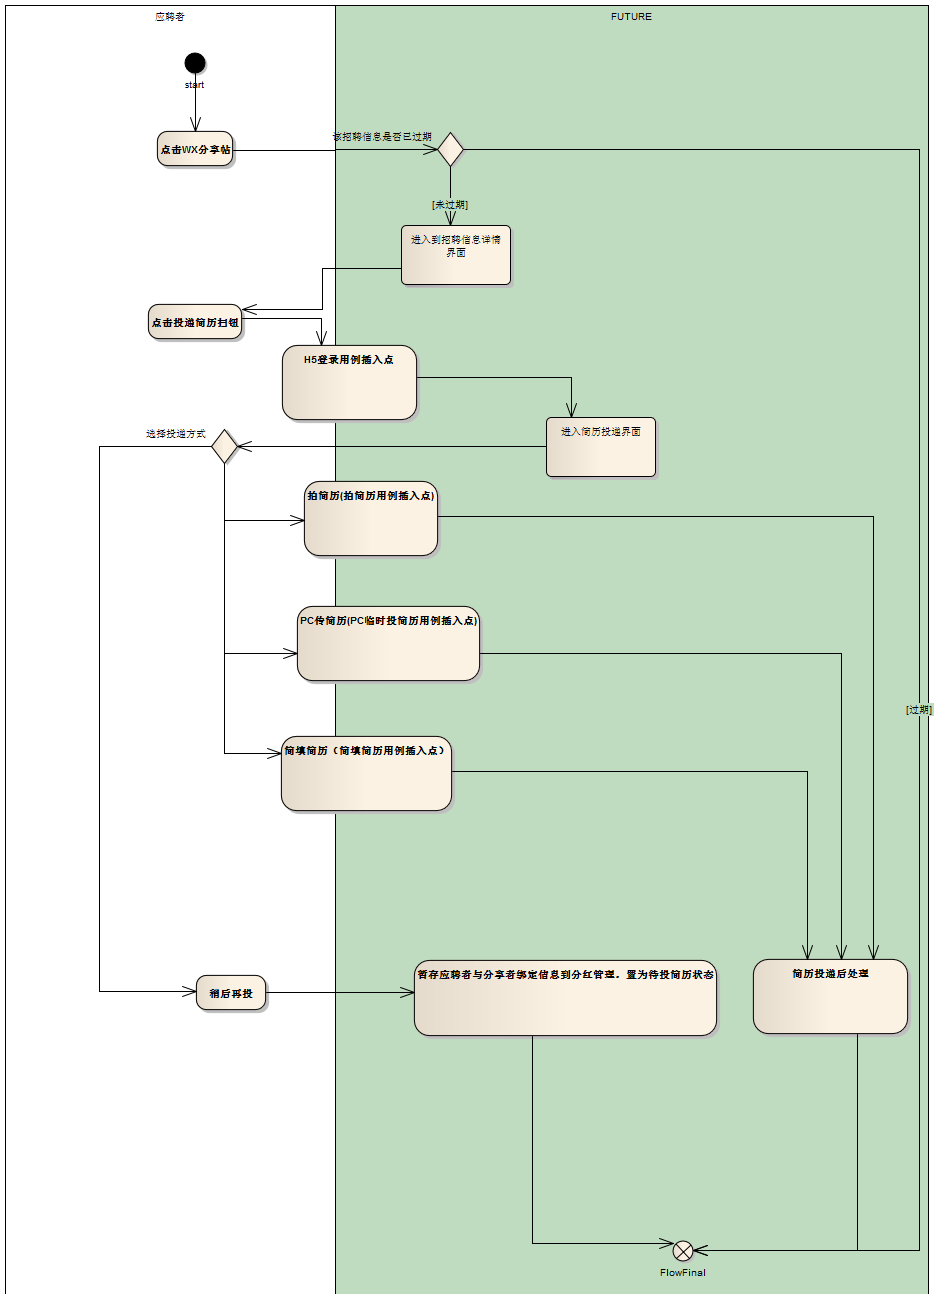 应聘者
FUTURE
start
该招聘信息是否已过期
点击WX分享帖
[未过期]
进入到招聘信息详情
界面
点击投递简历扫钮
H5登录用例插入点
进入简历投递界面
选择投递方式
拍简历(拍简历用例插入点)
PC传简历(PC临时投简历用例插入点)
[过期]
简填简历（简填简历用例插入点）
暂存应聘者与分享者绑定信息到分红管理，置为待投简历状态
简历投递后处理
稍后再投
FlowFinal